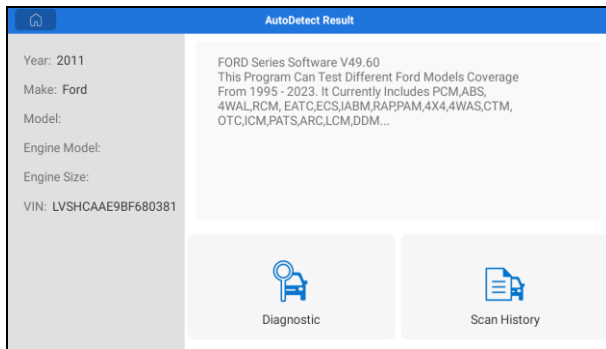 AutoDetect Result
Year: 2011
Make: Ford
Model:
Engine Model:
Engine Size:
VIN: LVSHCAAE9BF680381
FORD Series Software V49.60
This Program Can Test Different Ford Models Coverage
From 1995 - 2023. It Currently Includes PCM,ABS,
4WAL,RCM, EATC,ECS,IABM,RAP,PAM,4X4,4WAS,CTM,
OTC,ICM,PATS,ARC,LCM,DDM...
Diagnostic
Scan History